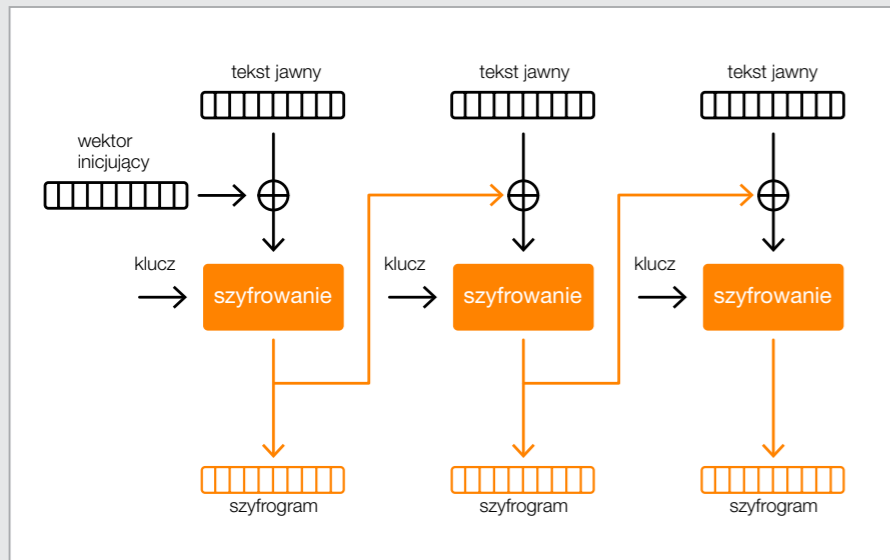 tekst jawny
tekst jawny
tekst jawny
wektor
inicjujący
klucz
szyfrowanie
klucz
szyfrowanie
klucz
szyfrowanie
szyfrogram
szyfrogram
szyfrogram